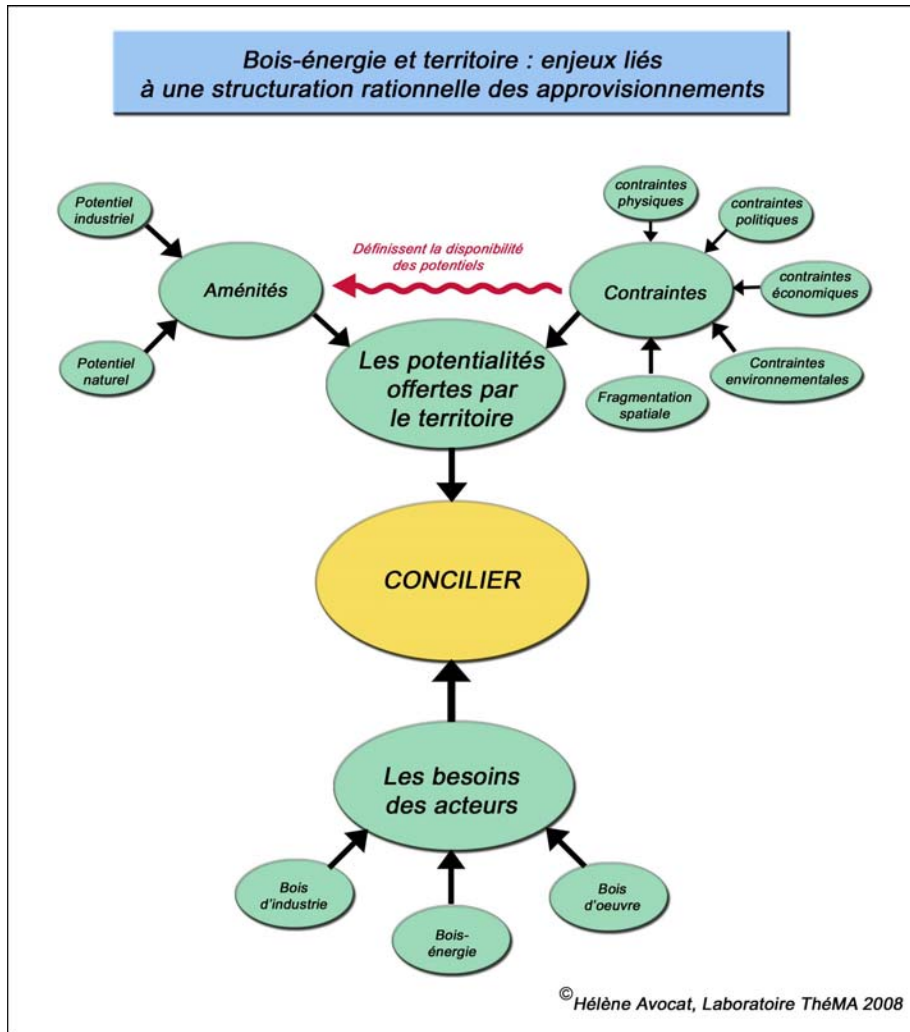 Bois-énergie et territoire : enjeux liés
à une structuration rationnelle des approvisionnements
Potentiel
industriel
Potentiel
naturel
Aménités
Définissent la disponibilité
des potentiels
contraintes
physiques
contraintes
politiques
contraintes
économiques
Contraintes
environnementales
Fragmentation
spatiale
Contraintes
Les potentialités
offertes par
le territoire
CONCILIER
Les besoins
des acteurs
Bois
d'industrie
Bois-
énergie
Bois
d'oeuvre
© Hélène Avocat, Laboratoire ThéMA 2008